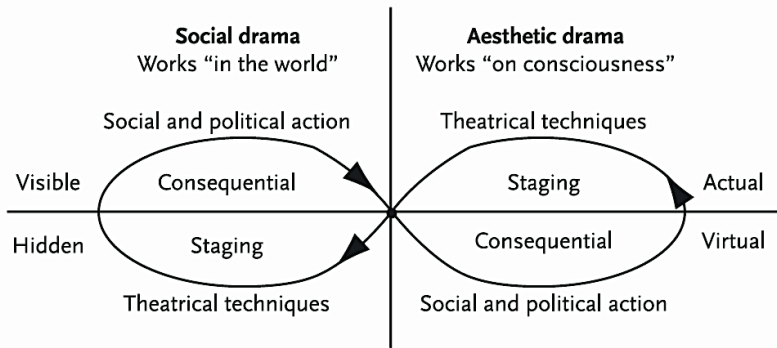 Social drama
Works “in the world”
Aesthetic drama
Works “on consciousness”
Social and political action
Theatrical techniques
Visible
Consequential
Staging
Actual
Hidden
Staging
Consequential
Virtual
Theatrical techniques
Social and political action